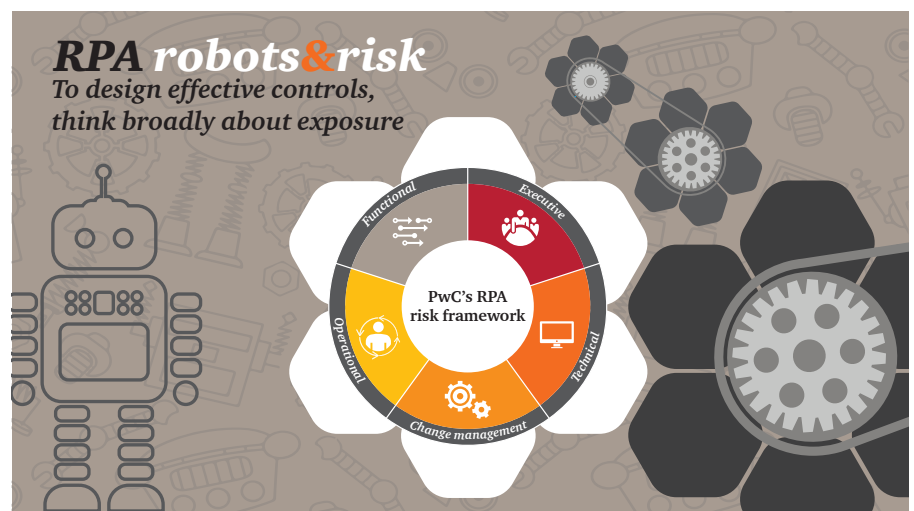 RPA robots&risk
To design effective controls,
think broadly about exposure
Functional
Executive
PwC's RPA
risk framework
Operational
Technical
Change management